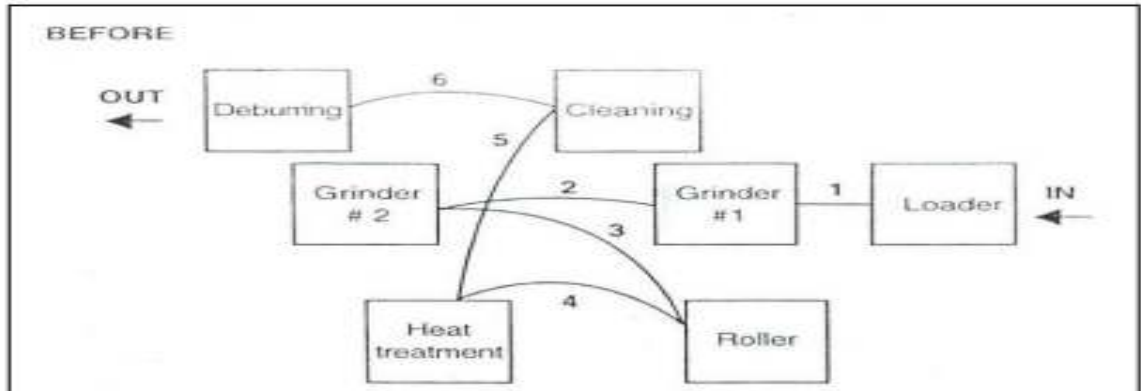 BEFORE
OUT
Deburring
6
Cleaning
5
Grinder
# 2
2
Grinder
#1
1
Loader
IN
3
4
Heat
treatment
Roller